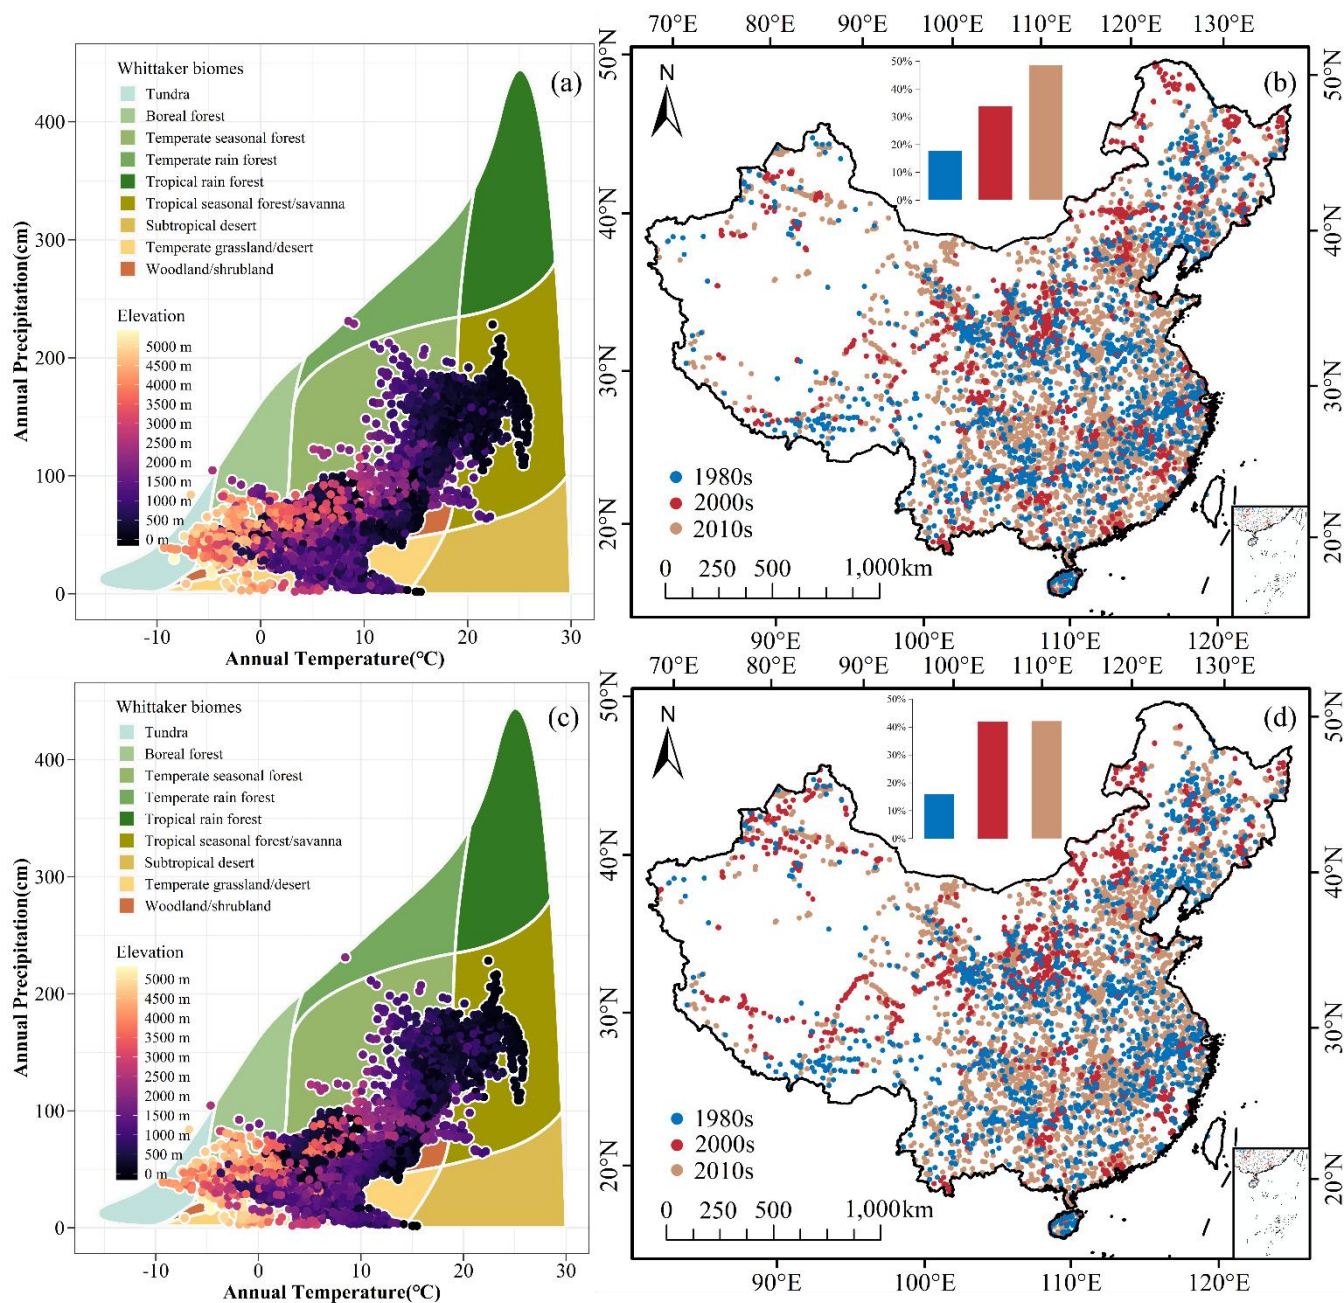 (a)
Whittaker biomes
Tundra
Boreal forest
Temperate seasonal forest
Temperate rain forest
Tropical rain forest
Tropical seasonal forest/savanna
Subtropical desert
Temperate grassland/desert
Woodland/shrubland
Elevation
5000 m
4500 m
4000 m
3500 m
3000 m
2500 m
2000 m
1500 m
1000 m
500 m
0 m
Annual Precipitation(cm)
400
300
200
100
0
-10 0 10 20 30
Annual Temperature(°C)
70°E 80°E 90°E 100°E 110°E 120°E 130°E
(b)
N
50%
40%
30%
20%
10%
0%
50°N
40°N
30°N
20°N
50°N
40°N
30°N
20°N
1980s
2000s
2010s
0 250 500 1,000km
90°E 100°E 110°E 120°E
(c)
Whittaker biomes
Tundra
Boreal forest
Temperate seasonal forest
Temperate rain forest
Tropical rain forest
Tropical seasonal forest/savanna
Subtropical desert
Temperate grassland/desert
Woodland/shrubland
Elevation
5000 m
4500 m
4000 m
3500 m
3000 m
2500 m
2000 m
1500 m
1000 m
500 m
0 m
Annual Precipitation(cm)
400
300
200
100
0
-10 0 10 20 30
Annual Temperature(°C)
70°E 80°E 90°E 100°E 110°E 120°E 130°E
(d)
N
50%
40%
30%
20%
10%
0%
50°N
40°N
30°N
20°N
50°N
40°N
30°N
20°N
1980s
2000s
2010s
0 250 500 1,000km
90°E 100°E 110°E 120°E